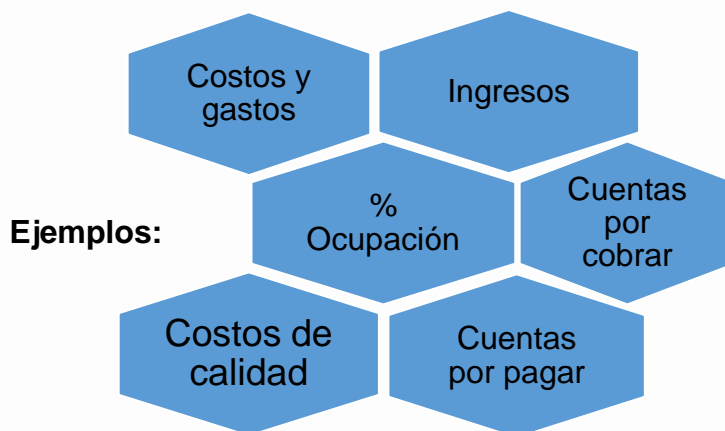 Costos y
gastos
Ingresos
Ejemplos:
%
Ocupación
Cuentas
por
cobrar
Costos de
calidad
Cuentas
por pagar